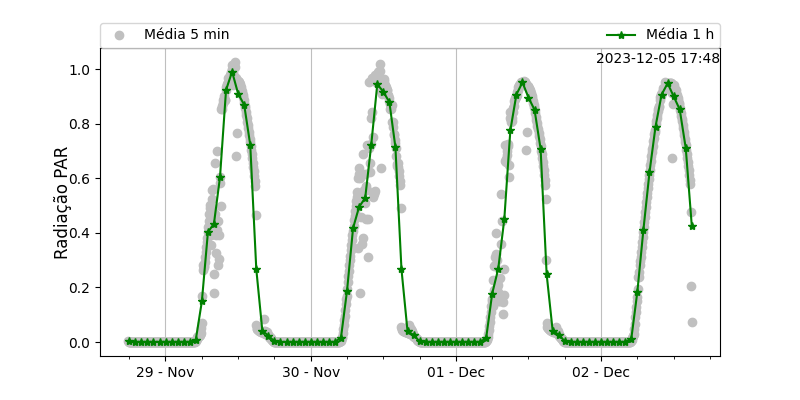 Média 5 min
Média 1 h
2023-12-05 17:48
Radiação PAR
1.0
0.8
0.6
0.4
0.2
0.0
29 - Nov
30 - Nov
01 - Dec
02 - Dec